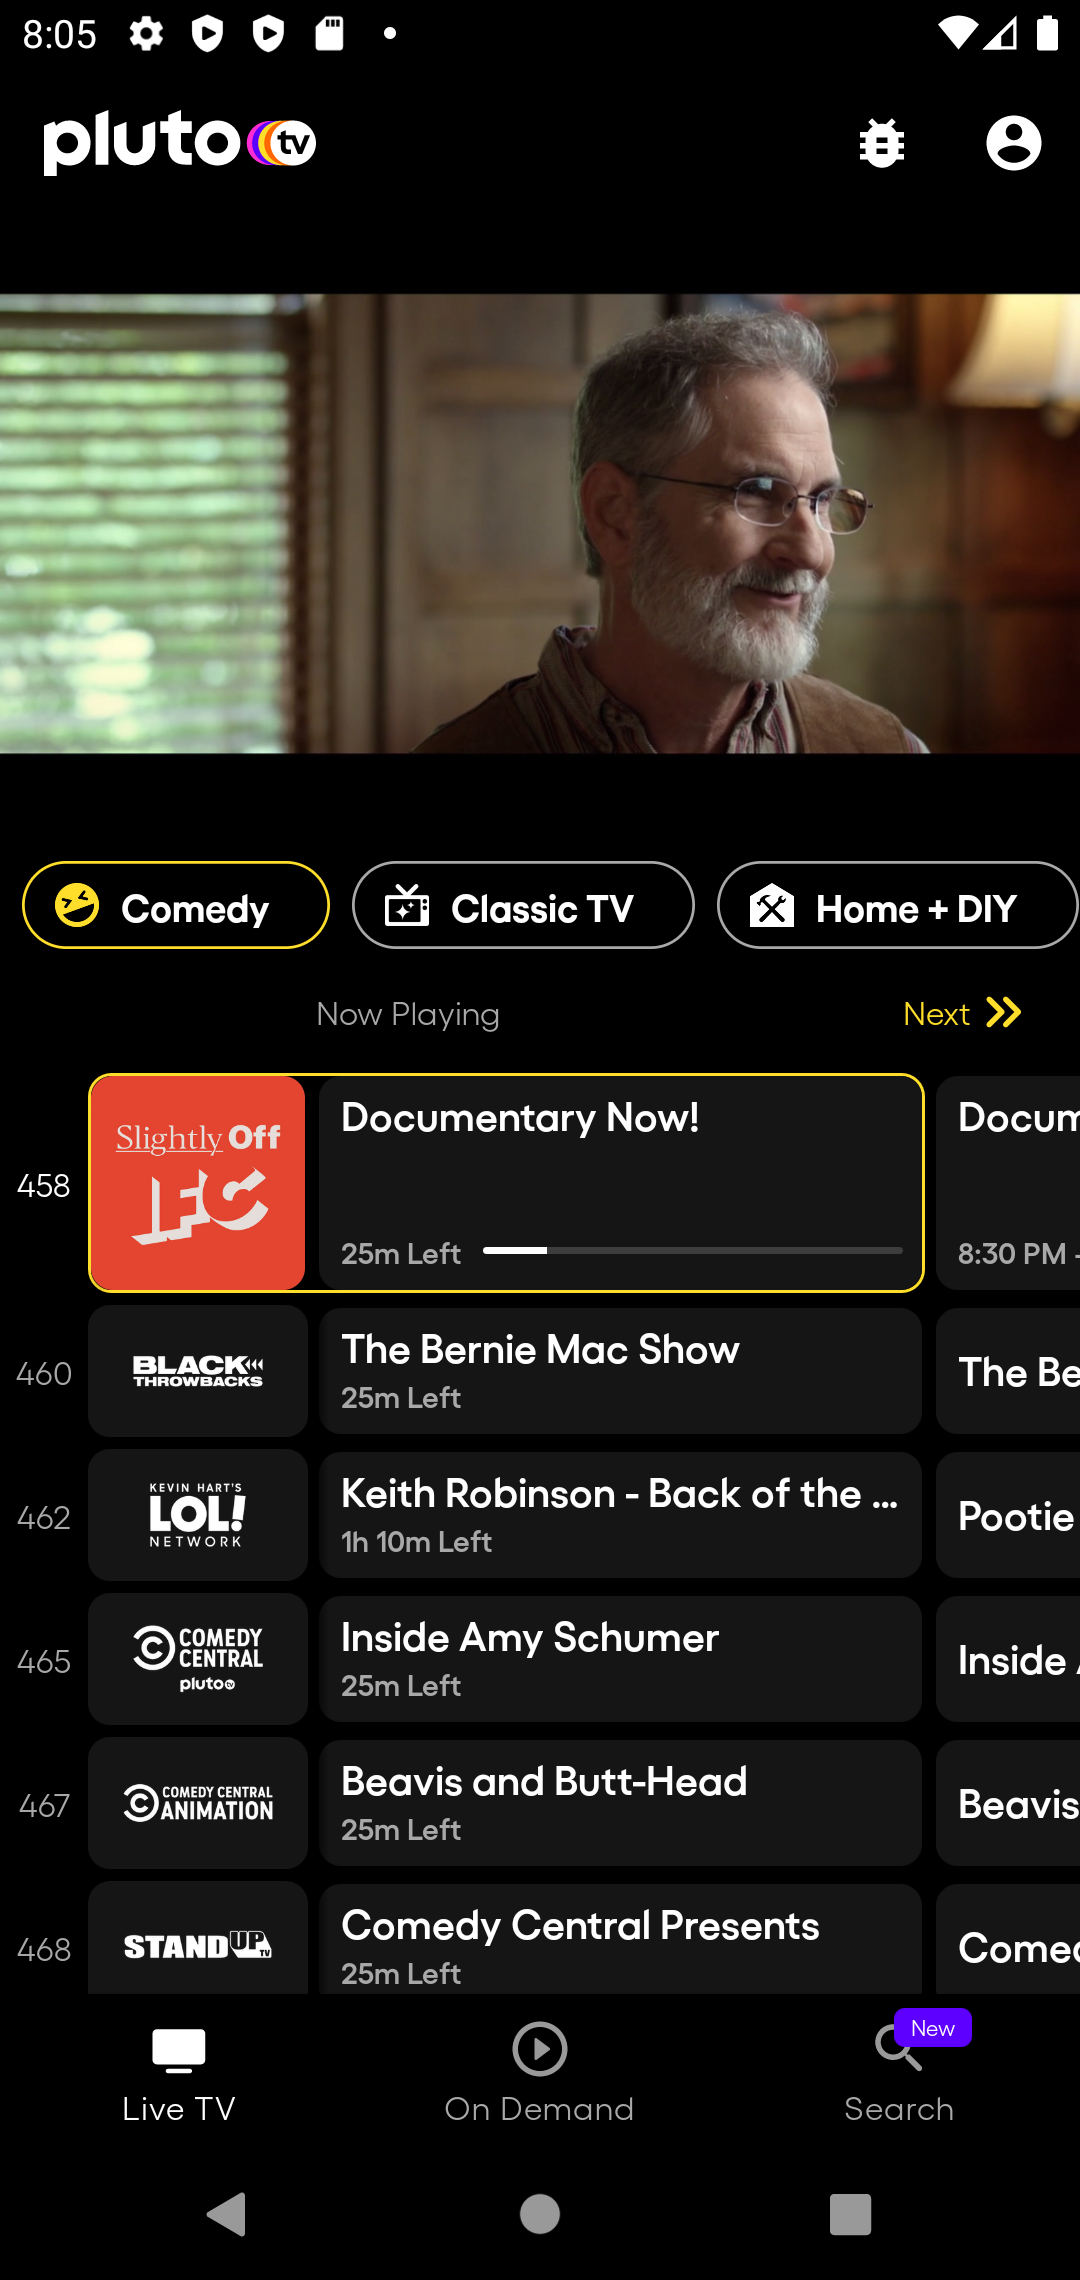 8:05
pluto tv
Comedy
Classic TV
Home + DIY
Now Playing
Next
458
Slightly Off
IFC
Documentary Now!
25m Left
Docum
8:30 PM -
460
BLACK
THROWBACKS
The Bernie Mac Show
25m Left
The Be
462
KEVIN HART'S
LOL!
NETWORK
Keith Robinson - Back of the ...
1h 10m Left
Pootie
465
COMEDY
CENTRAL
pluto tv
Inside Amy Schumer
25m Left
Inside
467
COMEDY CENTRAL
ANIMATION
Beavis and Butt-Head
25m Left
Beavis
468
STAND UP TV
Comedy Central Presents
25m Left
Comed
New
Live TV
On Demand
Search